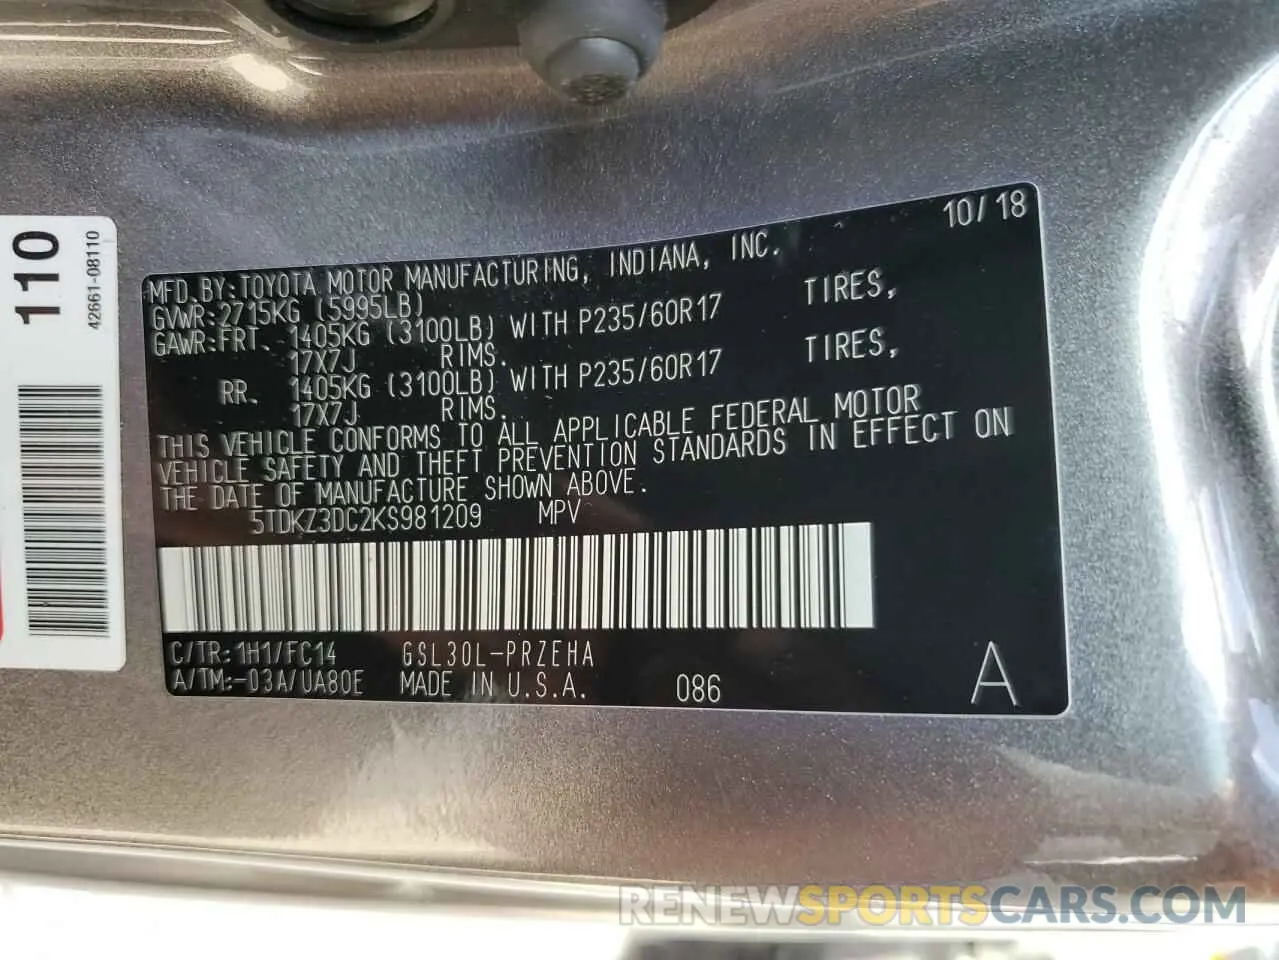 110
42661-08110
10/18
MFD.BY:TOYOTA MOTOR MANUFACTURING, INDIANA, INC.
GVWR:2715KG (5995LB)
GAWR:FRT. 1405KG (3100LB) WITH P235/60R17 TIRES,
17X7J RIMS.
RR. 1405KG (3100LB) WITH P235/60R17 TIRES,
17X7J RIMS.
THIS VEHICLE CONFORMS TO ALL APPLICABLE FEDERAL MOTOR
VEHICLE SAFETY AND THEFT PREVENTION STANDARDS IN EFFECT ON
THE DATE OF MANUFACTURE SHOWN ABOVE.
5TDKZ3DC2KS981209 MPV
C/TR:1H1/FC14 GSL30L-PRZEHA
A/TM:-03A/UA80E MADE IN U.S.A. 086
A
RENEWSPORTSCARS.COM